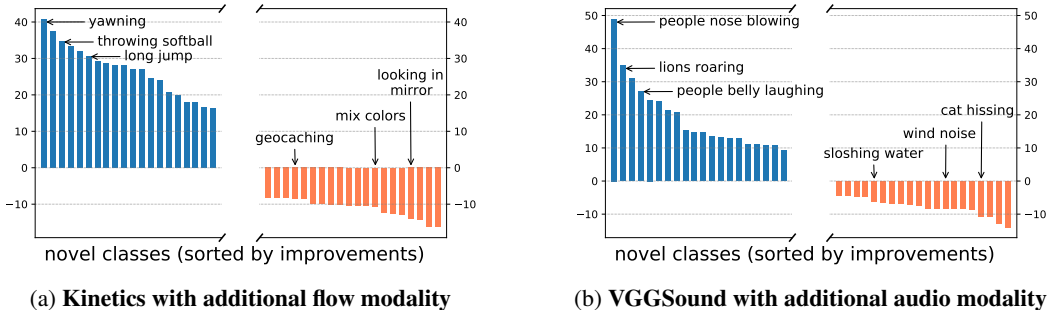 40
30
20
10
0
−10
yawning
throwing softball
long jump
looking in
mirror
mix colors
geocaching
40
30
20
10
0
−10
novel classes (sorted by improvements)
(a) Kinetics with additional flow modality
50
40
30
20
10
0
−10
people nose blowing
lions roaring
people belly laughing
cat hissing
wind noise
sloshing water
50
40
30
20
10
0
−10
novel classes (sorted by improvements)
(b) VGGSound with additional audio modality